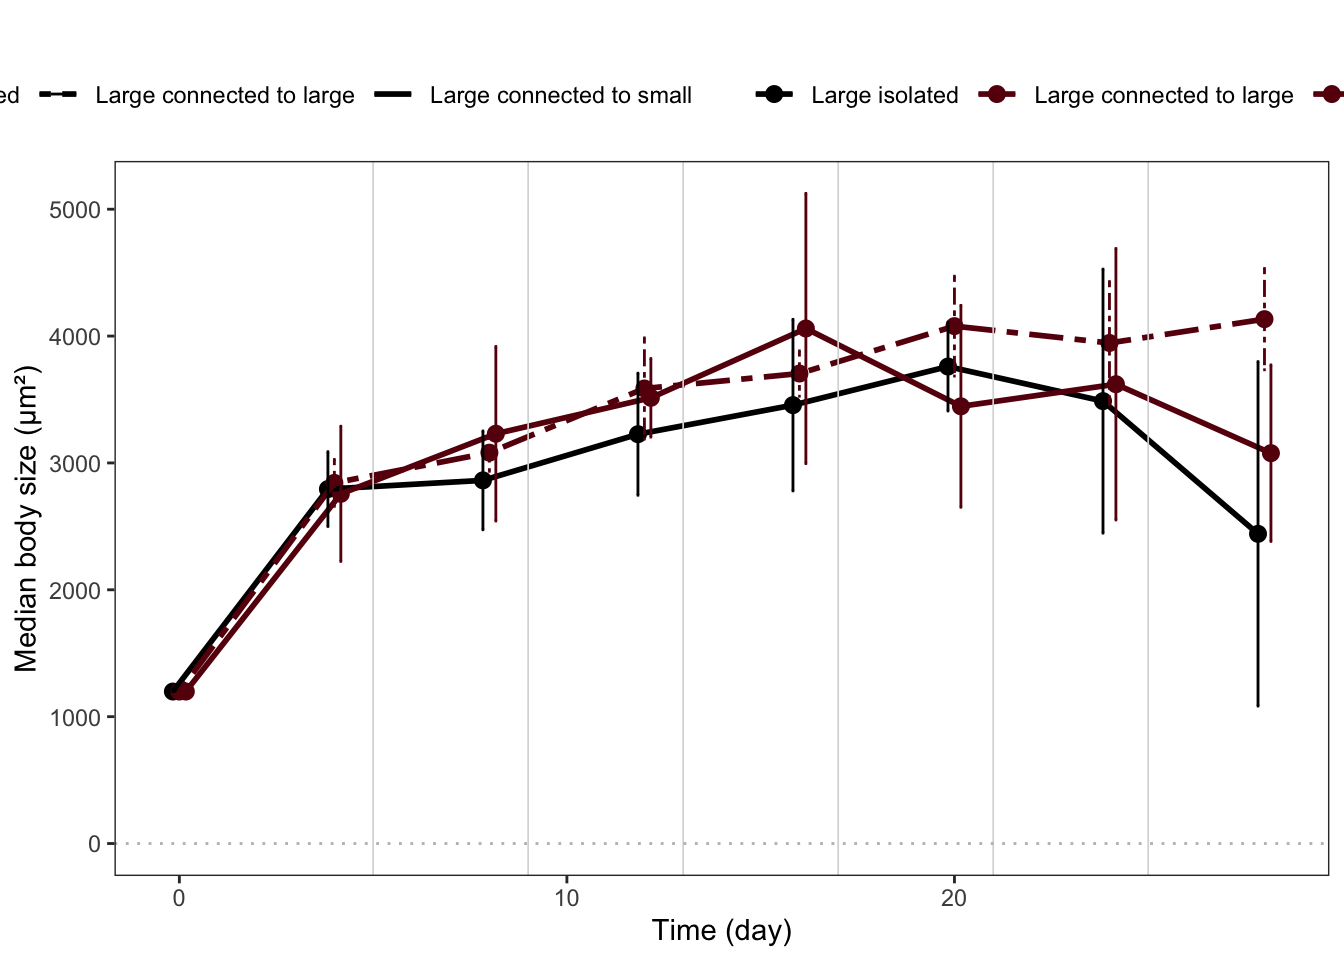 ed Large connected to large Large connected to small Large isolated Large connected to large
5000
4000
3000
2000
1000
0
Median body size (μm²)
0 10 20
Time (day)